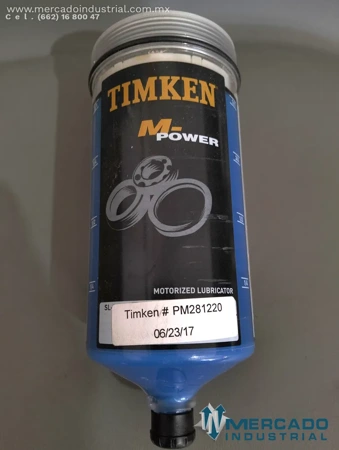 www.mercadoindustrial.com.mx
Cel. (662) 16 800 47
TIMKEN
M-
POWER
MOTORIZED LUBRICATOR
SL-
Timken # PM281220
06/23/17
MERCADO
INDUSTRIAL